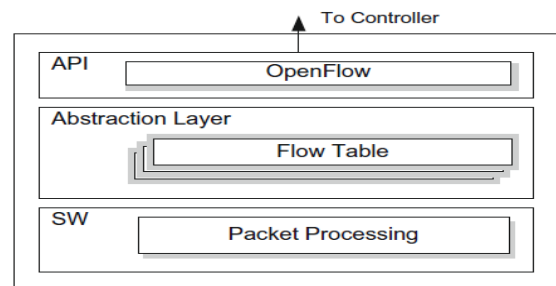 To Controller
API
OpenFlow
Abstraction Layer
Flow Table
SW
Packet Processing